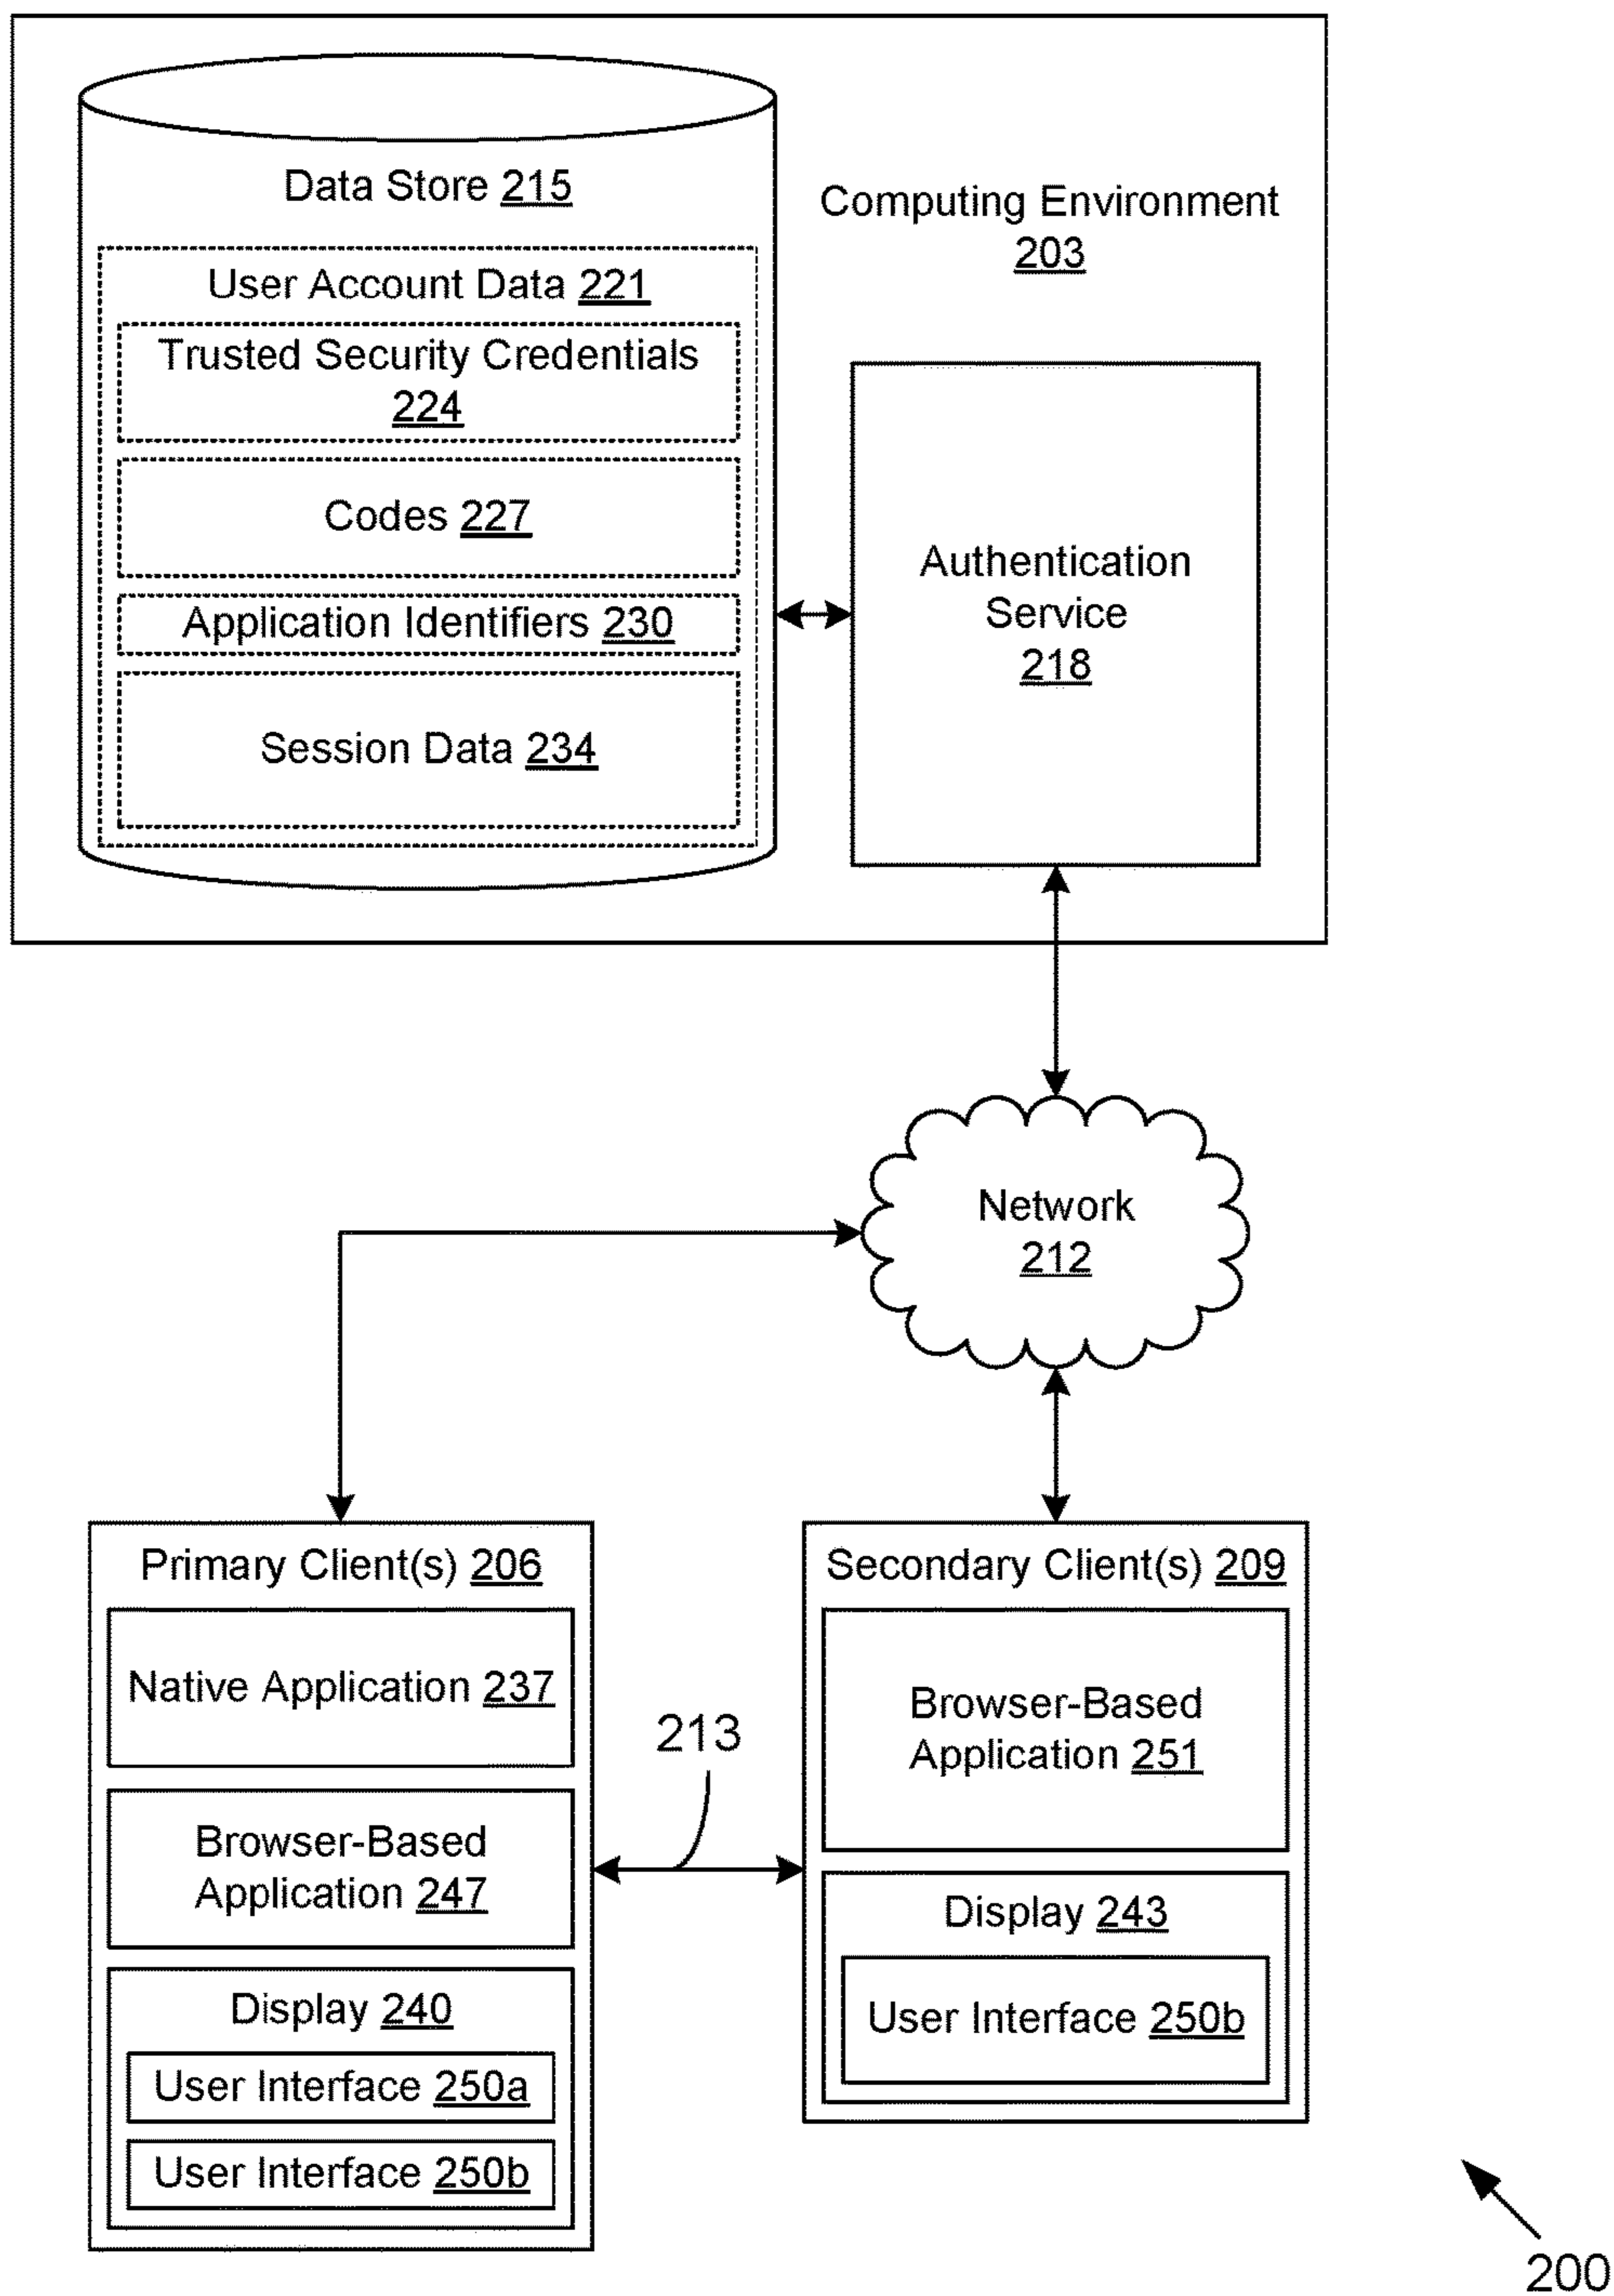 Data Store 215
Computing Environment
203
User Account Data 221
Trusted Security Credentials
224
Codes 227
Application Identifiers 230
Session Data 234
Authentication
Service
218
Network
212
Primary Client(s) 206
Native Application 237
Browser-Based
Application 247
Display 240
User Interface 250a
User Interface 250b
213
Secondary Client(s) 209
Browser-Based
Application 251
Display 243
User Interface 250b
200